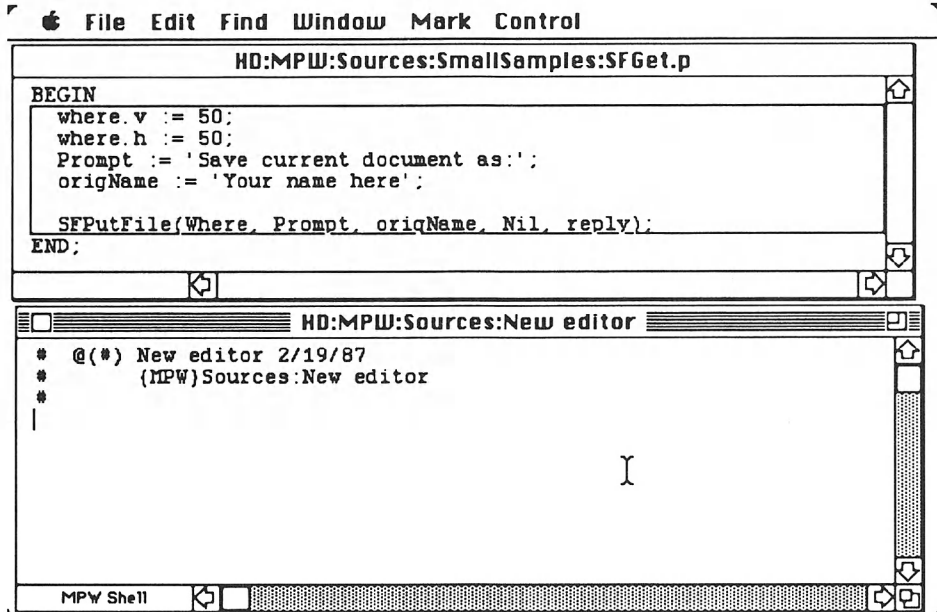 File Edit Find Window Mark Control
HD:MPW:Sources:SmallSamples:SFGet.p
BEGIN
where.v := 50;
where.h := 50;
Prompt := 'Save current document as:';
origName := 'Your name here';
SFPutFile(Where, Prompt, origName, Nil, reply);
END;
HD:MPW:Sources:New editor
# @(#) New editor 2/19/87
# {MPW}Sources:New editor
#
MPW Shell